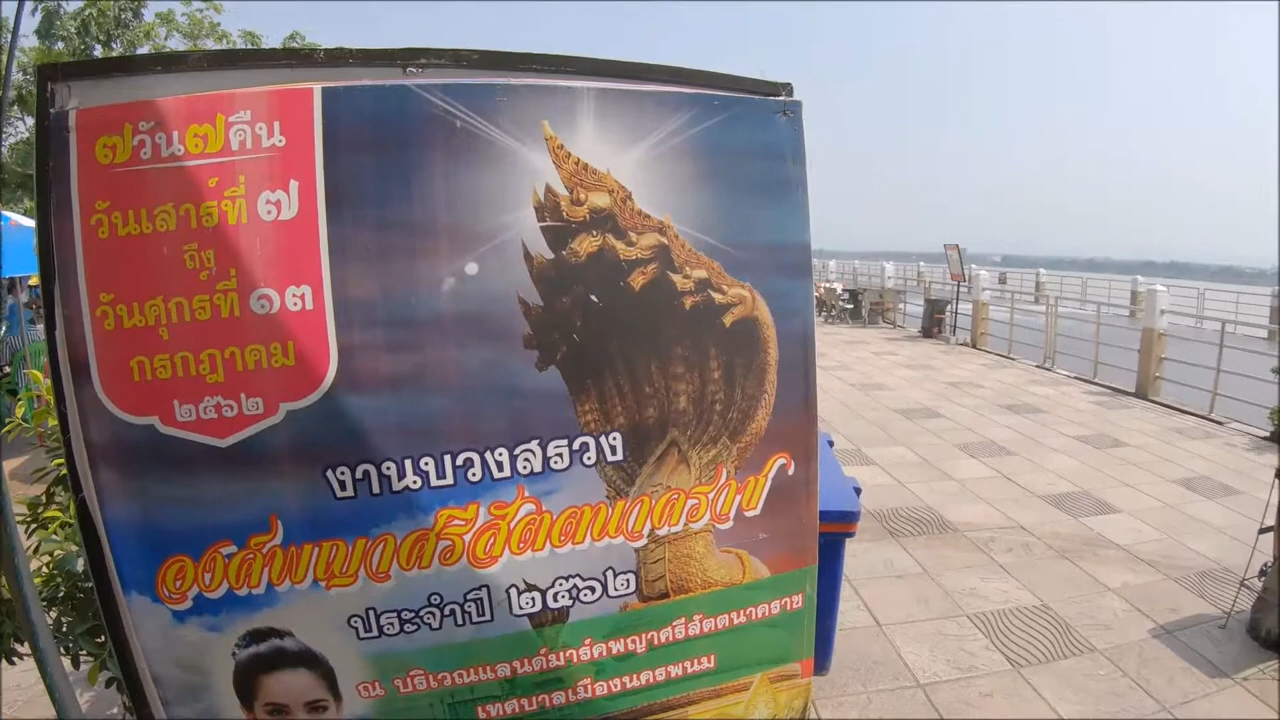 ๗วัน๗คืน
วันเสาร์ที่ ๗
ถึง
วันศุกร์ที่ ๑๓
กรกฎาคม
๒๕๖๒
งานบวงสรวง
องค์พญาศรีสัตตนาคราช
ประจำปี ๒๕๖๒
ณ บริเวณแลนด์มาร์คพญาศรีสัตตนาคราช
เทศบาลเมืองนครพนม